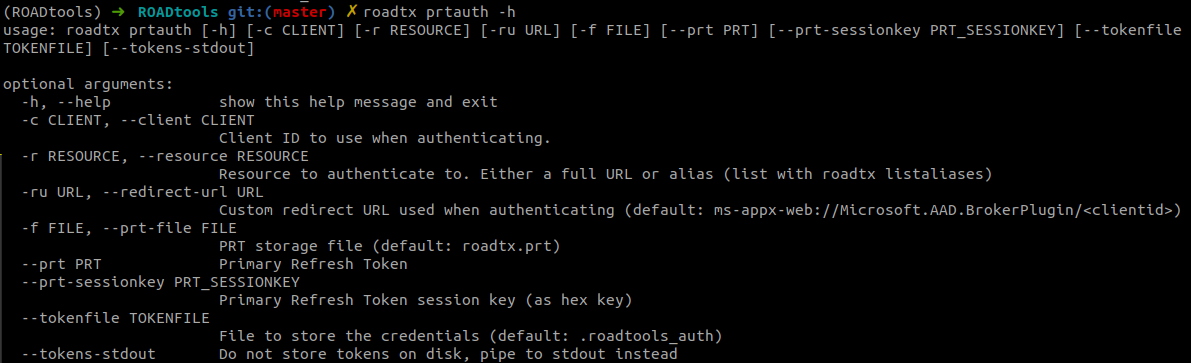 (ROADtools) ➜ ROADtools git:(master) ✗ roadtx prtauth -h
usage: roadtx prtauth [-h] [-c CLIENT] [-r RESOURCE] [-ru URL] [-f FILE] [--prt PRT] [--prt-sessionkey PRT_SESSIONKEY] [--tokenfile
TOKENFILE] [--tokens-stdout]

optional arguments:
  -h, --help            show this help message and exit
  -c CLIENT, --client CLIENT
                        Client ID to use when authenticating.
  -r RESOURCE, --resource RESOURCE
                        Resource to authenticate to. Either a full URL or alias (list with roadtx listaliases)
  -ru URL, --redirect-url URL
                        Custom redirect URL used when authenticating (default: ms-appx-web://Microsoft.AAD.BrokerPlugin/<clientid>)
  -f FILE, --prt-file FILE
                        PRT storage file (default: roadtx.prt)
  --prt PRT             Primary Refresh Token
  --prt-sessionkey PRT_SESSIONKEY
                        Primary Refresh Token session key (as hex key)
  --tokenfile TOKENFILE
                        File to store the credentials (default: .roadtools_auth)
  --tokens-stdout       Do not store tokens on disk, pipe to stdout instead